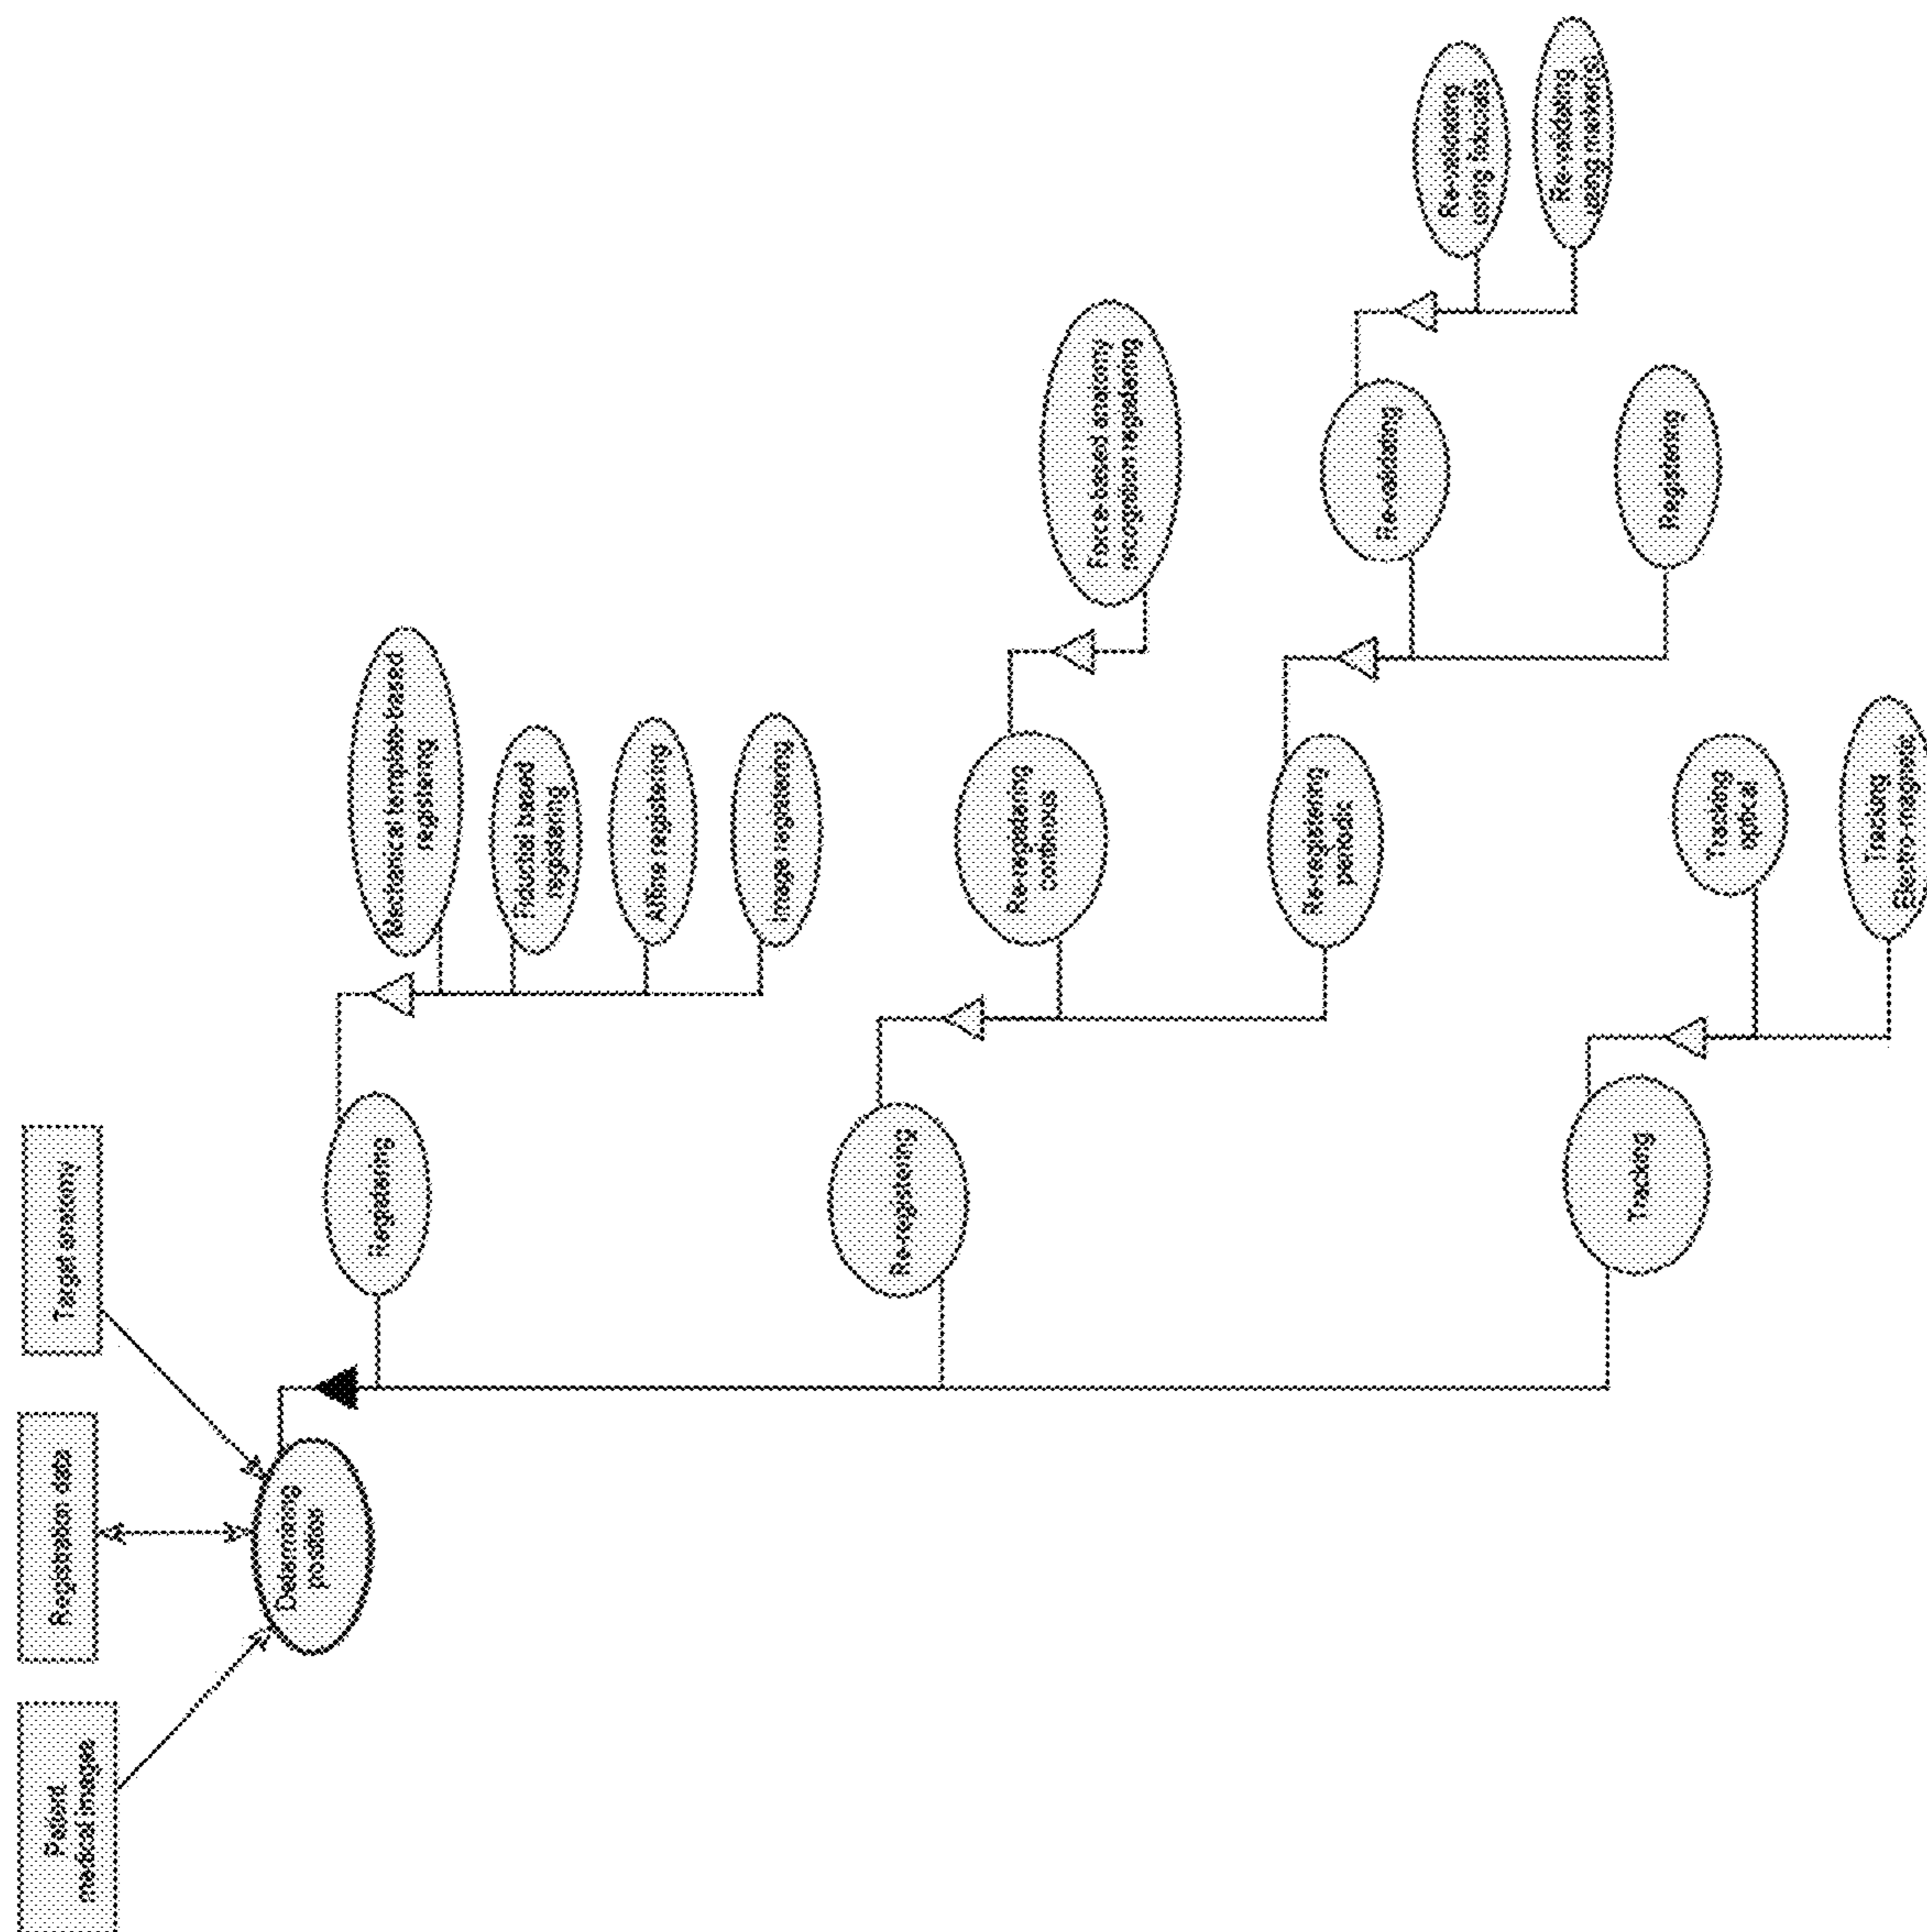 Patient
medical images
Registration data
Target anatomy
Determining
position
Registering
Mechanical template-based
registering
Fiducial based
registering
Affine registering
Image registering
Re-registering
Re-registering
continuous
Force-based anatomy
recognition registering
Re-registering
periodic
Re-validating
Re-validating
using fiducials
Re-validating
using markers
Registering
Tracking
Tracking
optical
Tracking
Electro-magnetic